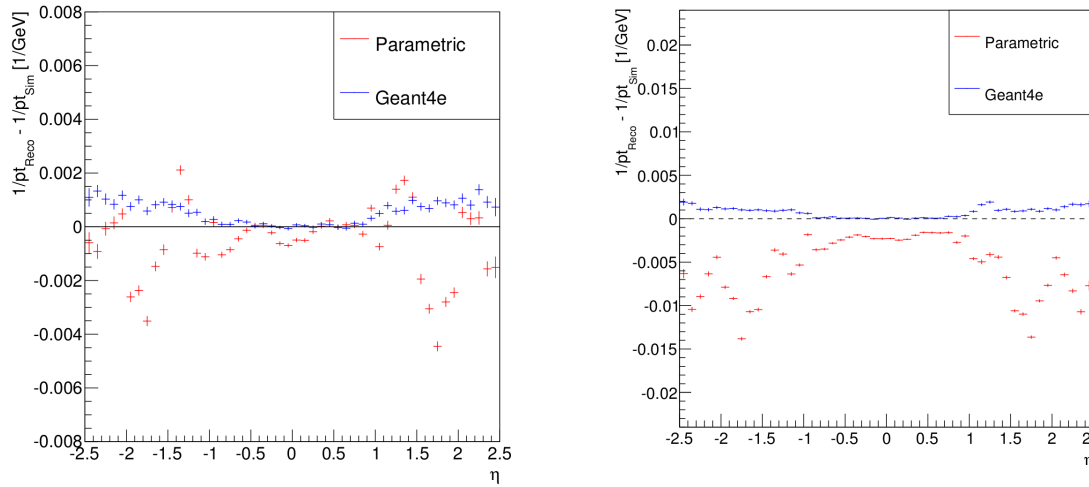 1/pt_Reco - 1/pt_Sim [1/GeV]
0.008
0.006
0.004
0.002
0
-0.002
-0.004
-0.006
-0.008
Parametric
Geant4e
-2.5 -2 -1.5 -1 -0.5 0 0.5 1 1.5 2 2.5
η
1/pt_Reco - 1/pt_Sim [1/GeV]
0.02
0.015
0.01
0.005
0
-0.005
-0.01
-0.015
-0.02
Parametric
Geant4e
-2.5 -2 -1.5 -1 -0.5 0 0.5 1 1.5 2 2.5
η